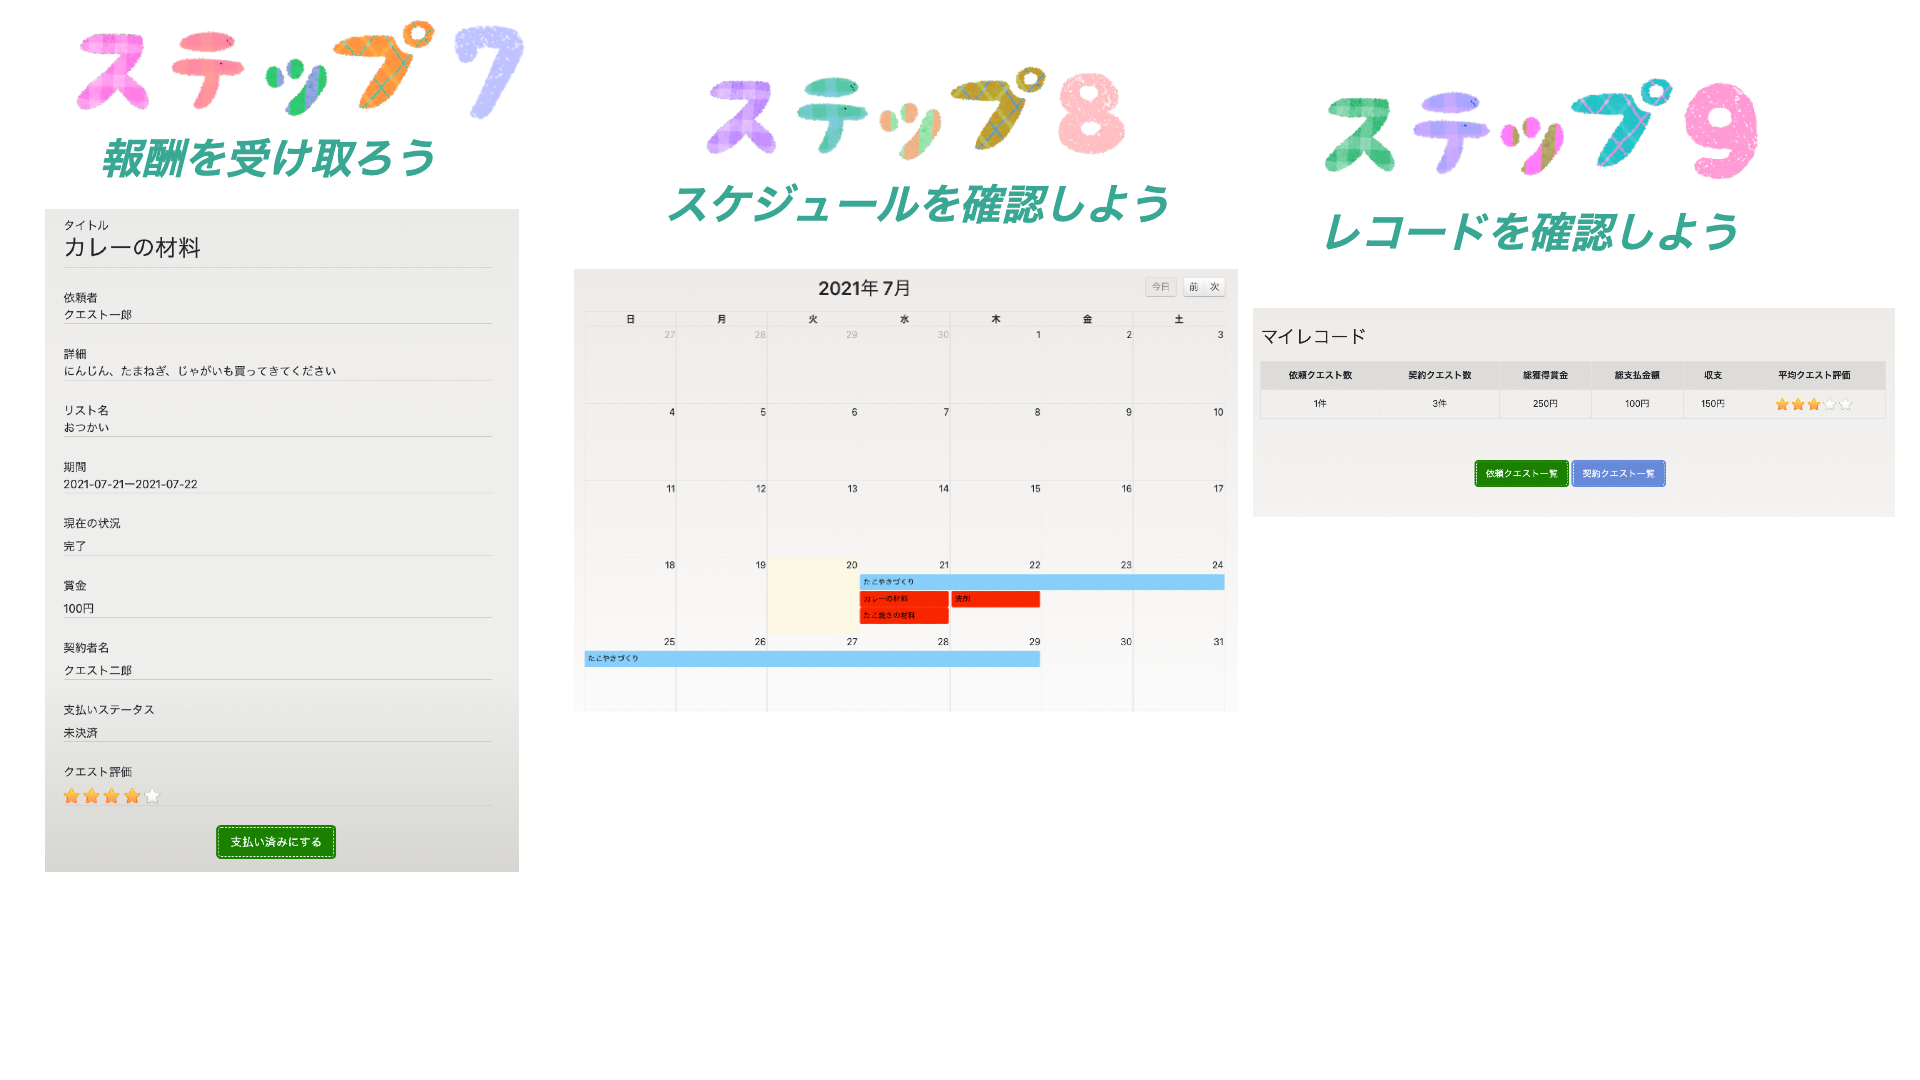 ステップ7
報酬を受け取ろう
タイトル
カレーの材料
依頼者
クエスト一郎
詳細
にんじん、たまねぎ、じゃがいも買ってきてください
リスト名
おつかい
期間
2021-07-21ー2021-07-22
現在の状況
完了
賞金
100円
契約者名
クエスト二郎
支払いステータス
未決済
クエスト評価
支払い済みにする
ステップ8
スケジュールを確認しよう
2021年 7月
今日 前 次
日 月 火 水 木 金 土
27 28 29 30 1 2 3
4 5 6 7 8 9 10
11 12 13 14 15 16 17
18 19 20 21 22 23 24
たこやきづくり
カレーの材料 洗剤
たこ焼きの材料
25 26 27 28 29 30 31
たこやきづくり
ステップ9
レコードを確認しよう
マイレコード
依頼クエスト数 契約クエスト数 総獲得賞金 総支払金額 収支 平均クエスト評価
1件 3件 250円 100円 150円
依頼クエスト一覧 契約クエスト一覧